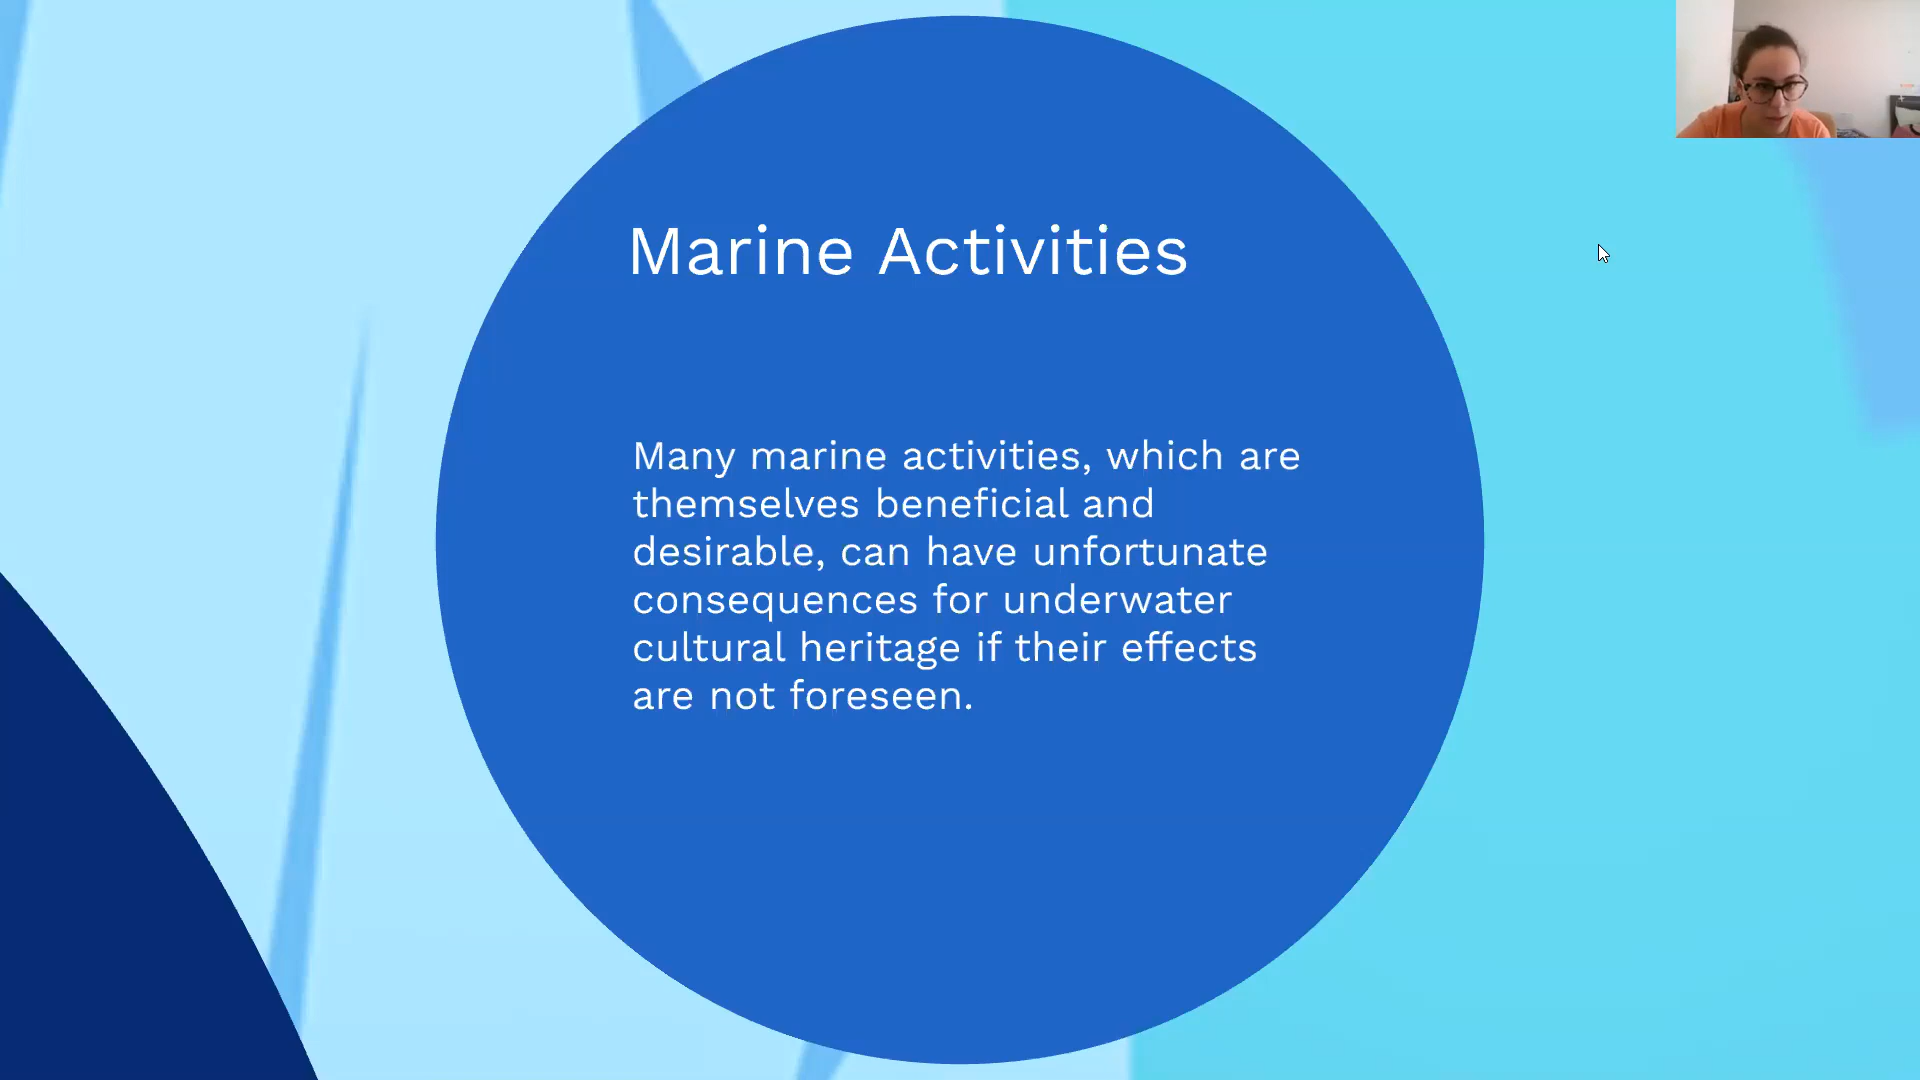 Marine Activities
Many marine activities, which are
themselves beneficial and
desirable, can have unfortunate
consequences for underwater
cultural heritage if their effects
are not foreseen.